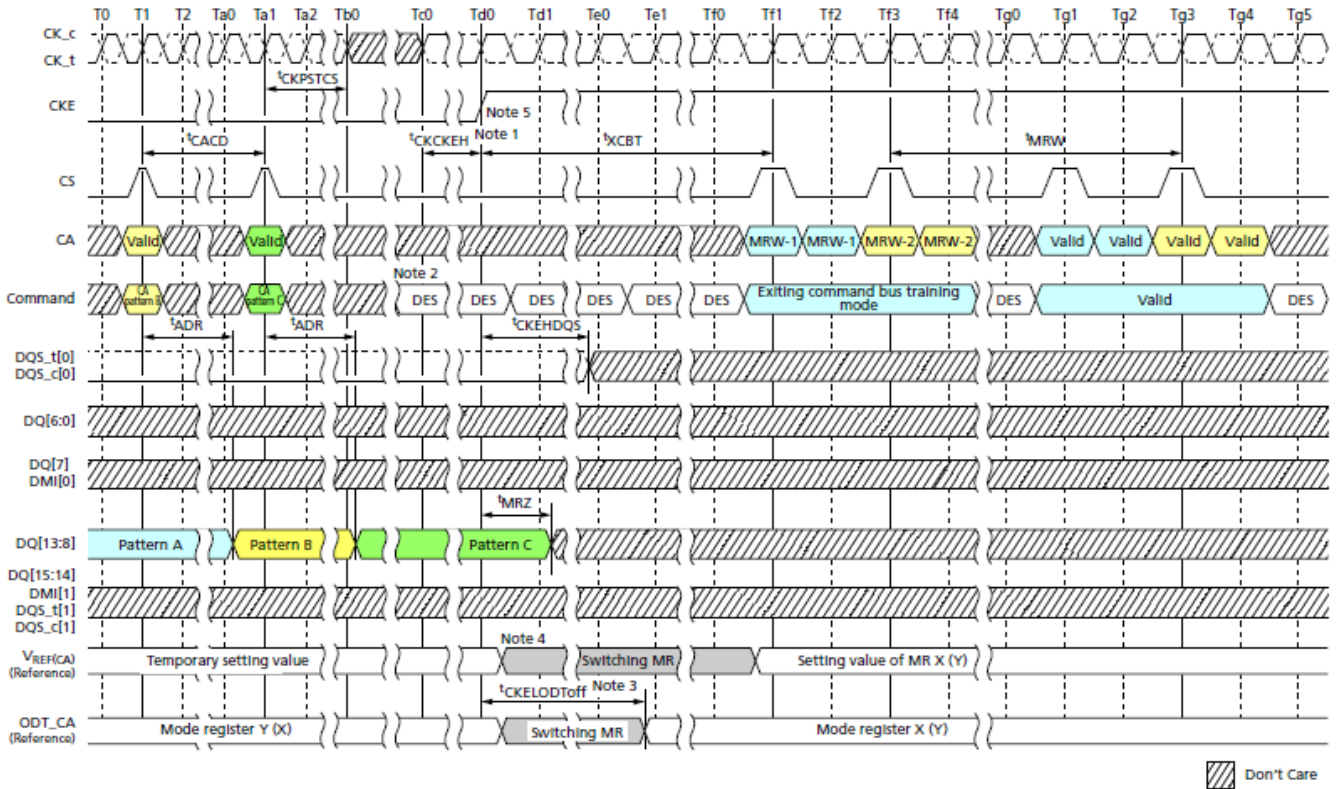 T0 T1 T2 Ta0 Ta1 Ta2 Tb0 Tc0 Td0 Td1 Te0 Te1 Tf0 Tf1 Tf2 Tf3 Tf4 Tg0 Tg1 Tg2 Tg3 Tg4 Tg5
CK_c
CK_t
tCKPSTCS
CKE
Note 5
tCACD
tCKCKEH
Note 1
tXCBT
tMRW
CS
CA
Valid
Valid
MRW-1 MRW-1 MRW-2 MRW-2
Valid Valid Valid Valid
Note 2
Command
CA pattern B
CA pattern C
DES DES DES DES DES DES
Exiting command bus training mode
DES
Valid
DES
tADR
tADR
tCKEHDQS
DQS_t[0]
DQS_c[0]
DQ[6:0]
DQ[7]
DMI[0]
tMRZ
DQ[13:8]
Pattern A
Pattern B
Pattern C
DQ[15:14]
DMI[1]
DQS_t[1]
DQS_c[1]
Note 4
VREF(CA)
(Reference)
Temporary setting value
Switching MR
Setting value of MR X (Y)
tCKELODToff
Note 3
ODT_CA
(Reference)
Mode register Y (X)
Switching MR
Mode register X (Y)
Don't Care